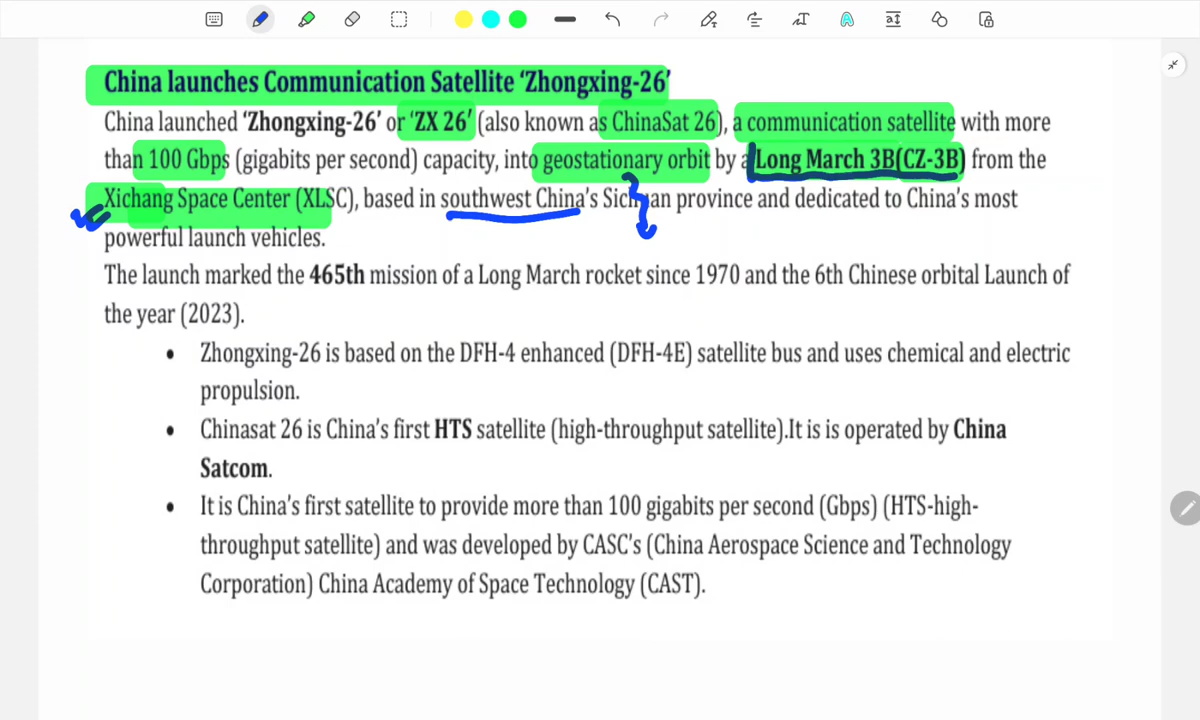 China launches Communication Satellite ‘Zhongxing-26’
China launched ‘Zhongxing-26’ or ‘ZX 26’ (also known as ChinaSat 26), a communication satellite with more
than 100 Gbps (gigabits per second) capacity, into geostationary orbit by a Long March 3B(CZ-3B) from the
Xichang Space Center (XLSC), based in southwest China’s Sichuan province and dedicated to China’s most
powerful launch vehicles.
The launch marked the 465th mission of a Long March rocket since 1970 and the 6th Chinese orbital Launch of
the year (2023).
• Zhongxing-26 is based on the DFH-4 enhanced (DFH-4E) satellite bus and uses chemical and electric
propulsion.
• Chinasat 26 is China’s first HTS satellite (high-throughput satellite).It is is operated by China
Satcom.
• It is China’s first satellite to provide more than 100 gigabits per second (Gbps) (HTS-high-
throughput satellite) and was developed by CASC’s (China Aerospace Science and Technology
Corporation) China Academy of Space Technology (CAST).